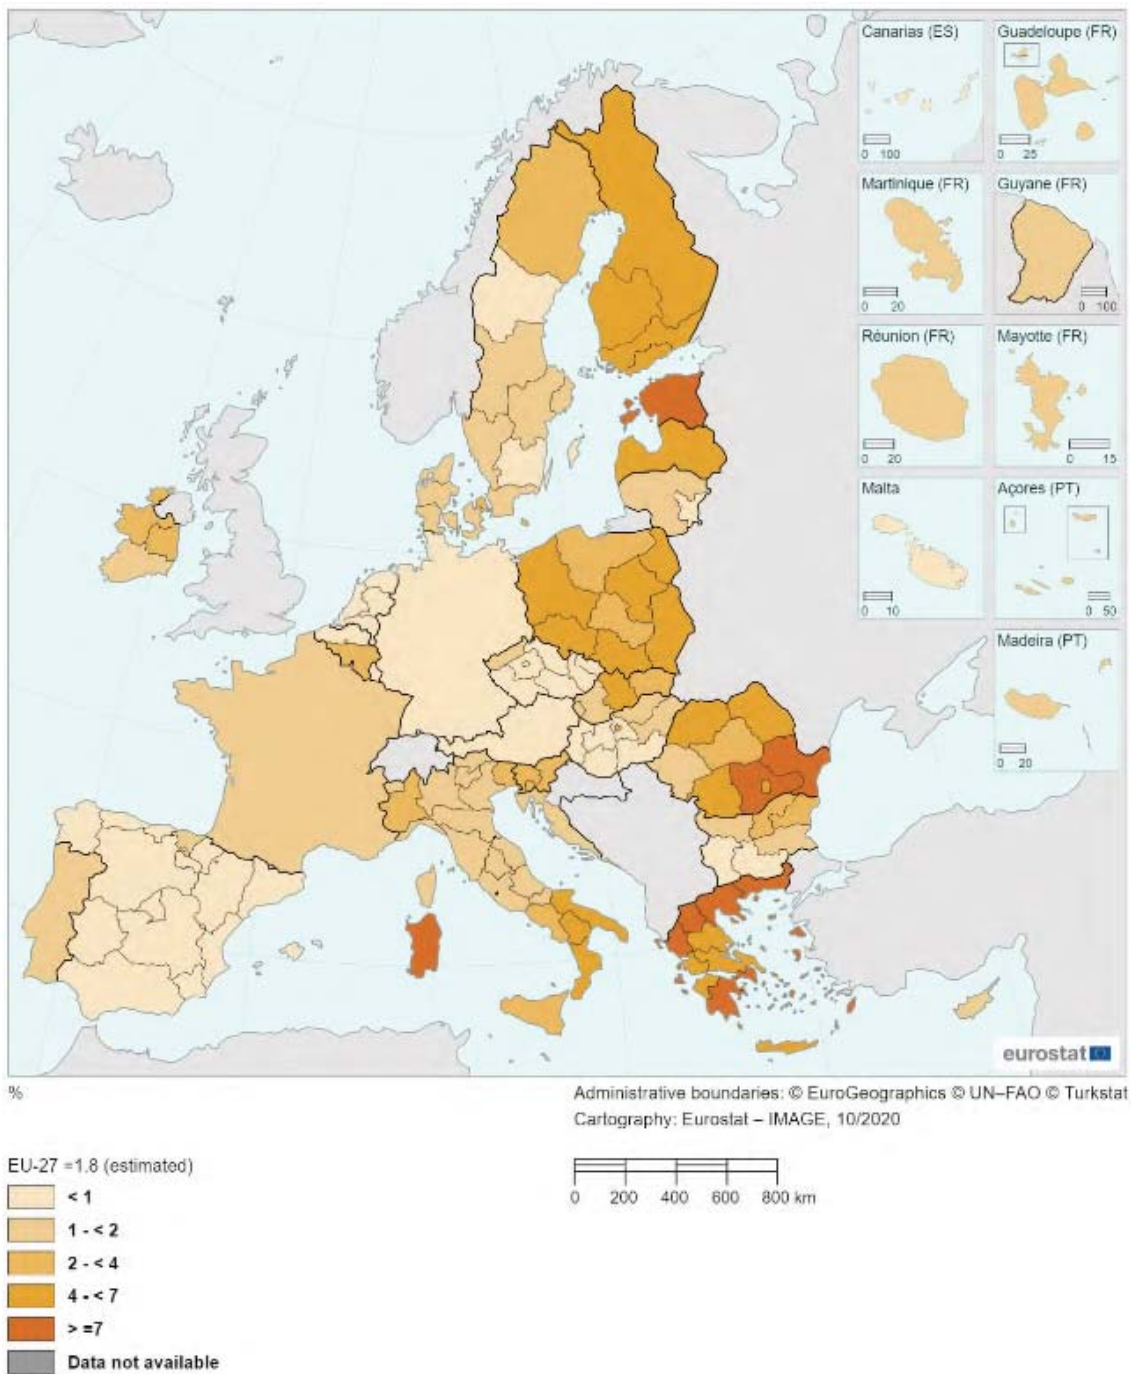 Canarias (ES)
0 100
Guadeloupe (FR)
0 25
Martinique (FR)
0 20
Guyane (FR)
0 100
Réunion (FR)
0 20
Mayotte (FR)
0 15
Malta
0 10
Açores (PT)
0 50
Madeira (PT)
0 20
eurostat
%
Administrative boundaries: © EuroGeographics © UN–FAO © Turkstat
Cartography: Eurostat – IMAGE, 10/2020
EU-27 =1.8 (estimated)
< 1
1 - < 2
2 - < 4
4 - < 7
> =7
Data not available
0 200 400 600 800 km